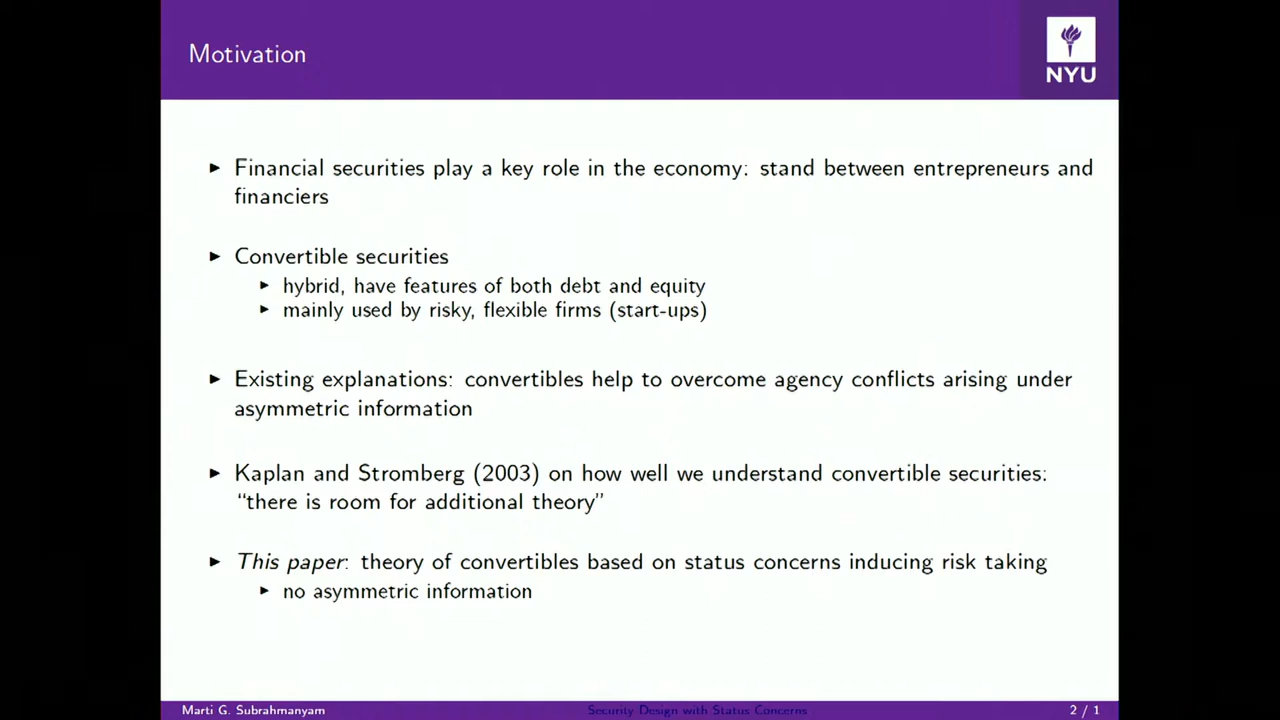 Motivation
NYU
Financial securities play a key role in the economy: stand between entrepreneurs and
financiers
Convertible securities
hybrid, have features of both debt and equity
mainly used by risky, flexible firms (start-ups)
Existing explanations: convertibles help to overcome agency conflicts arising under
asymmetric information
Kaplan and Stromberg (2003) on how well we understand convertible securities:
“there is room for additional theory”
This paper: theory of convertibles based on status concerns inducing risk taking
no asymmetric information
Marti G. Subrahmanyam
Security Design with Status Concerns
2 / 1